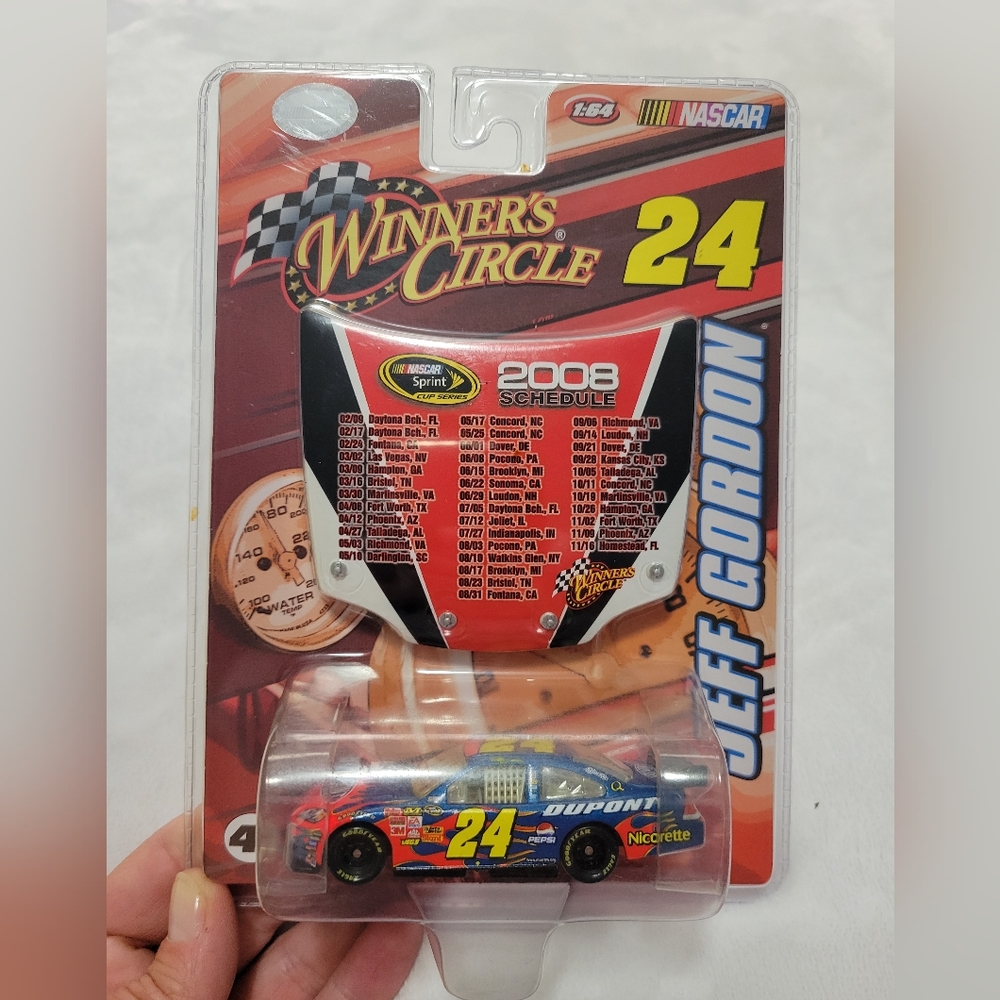 1:64
NASCAR
WINNER'S
CIRCLE®
24
JEFF GORDON
NASCAR
Sprint
CUP SERIES
2008
SCHEDULE
02/09 Daytona Bch., FL
02/17 Daytona Bch., FL
02/24 Fontana, CA
03/02 Las Vegas, NV
03/09 Hampton, GA
03/16 Bristol, TN
03/30 Martinsville, VA
04/06 Fort Worth, TX
04/12 Phoenix, AZ
04/27 Talladega, AL
05/03 Richmond, VA
05/10 Darlington, SC
05/17 Concord, NC
05/25 Concord, NC
06/01 Dover, DE
06/08 Pocono, PA
06/15 Brooklyn, MI
06/22 Sonoma, CA
06/29 Loudon, NH
07/05 Daytona Bch., FL
07/12 Joliet, IL
07/27 Indianapolis, IN
08/03 Pocono, PA
08/10 Watkins Glen, NY
08/17 Brooklyn, MI
08/23 Bristol, TN
08/31 Fontana, CA
09/06 Richmond, VA
09/14 Loudon, NH
09/21 Dover, DE
09/28 Kansas City, KS
10/05 Talladega, AL
10/11 Concord, NC
10/19 Martinsville, VA
10/26 Hampton, GA
11/02 Fort Worth, TX
11/09 Phoenix, AZ
11/16 Homestead, FL
WINNER'S
CIRCLE
180
200
160
140
100
WATER
TEMP
4
24
24
DUPONT
PEPSI
Nicorette
3M
GOODYEAR
GOODYEAR
EAGLE